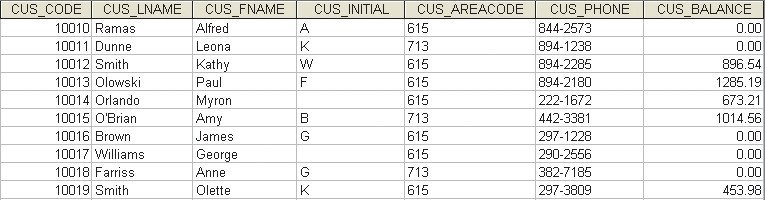 CUS_CODE CUS_LNAME CUS_FNAME CUS_INITIAL CUS_AREACODE CUS_PHONE CUS_BALANCE
10010 Ramas Alfred A 615 844-2573 0.00
10011 Dunne Leona K 713 894-1238 0.00
10012 Smith Kathy W 615 894-2285 896.54
10013 Olowski Paul F 615 894-2180 1285.19
10014 Orlando Myron 615 222-1672 673.21
10015 O'Brian Amy B 713 442-3381 1014.56
10016 Brown James G 615 297-1228 0.00
10017 Williams George 615 290-2556 0.00
10018 Farriss Anne G 713 382-7185 0.00
10019 Smith Olette K 615 297-3809 453.98